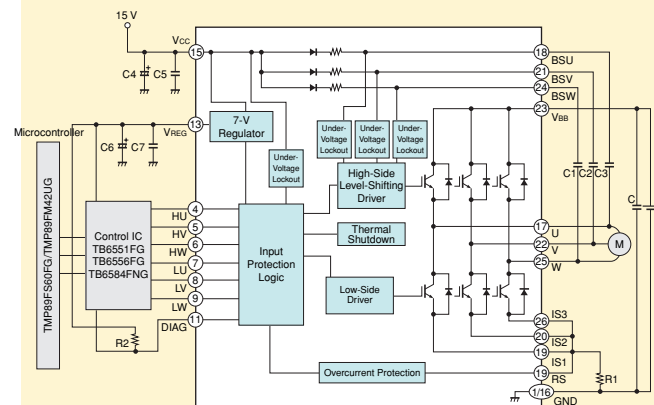 15 V
VCC
15
C4
+
C5
18
BSU
21
BSV
24
BSW
23
VBB
Microcontroller
VREG
13
7-V
Regulator
C6
+
C7
Under-
Voltage
Lockout
Under-
Voltage
Lockout
Under-
Voltage
Lockout
Under-
Voltage
Lockout
High-Side
Level-Shifting
Driver
C1
C2
C3
C
TMP89FS60FG/TMP89FM42UG
Control IC
TB6551FG
TB6556FG
TB6584FNG
4
HU
5
HV
6
HW
7
LU
8
LV
9
LW
11
DIAG
R2
Input
Protection
Logic
Thermal
Shutdown
Low-Side
Driver
17
U
22
V
25
W
M
26
IS3
20
IS2
19
IS1
Overcurrent Protection
19
RS
R1
1/16
GND